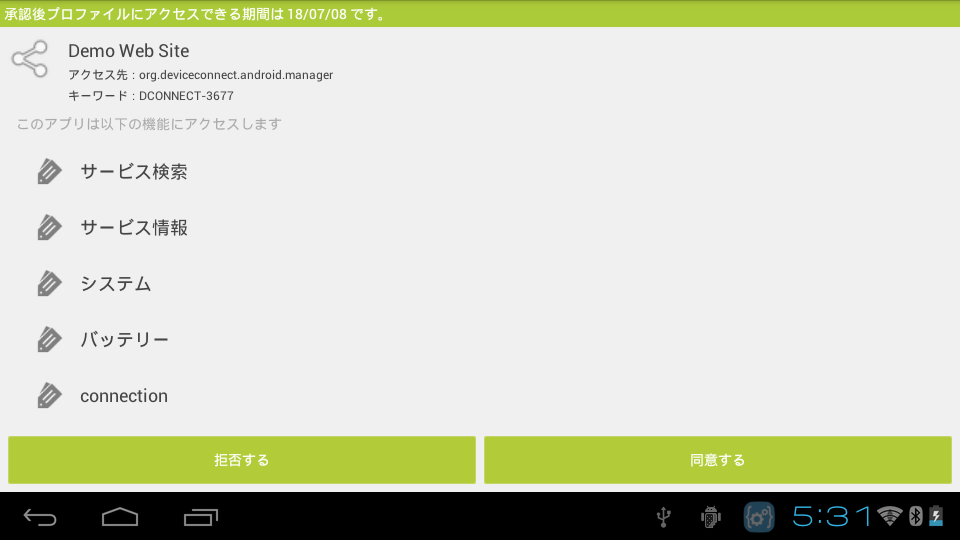 承認後プロファイルにアクセスできる期間は 18/07/08 です。
Demo Web Site
アクセス先 : org.deviceconnect.android.manager
キーワード : DCONNECT-3677
このアプリは以下の機能にアクセスします
サービス検索
サービス情報
システム
バッテリー
connection
拒否する
同意する
5:31